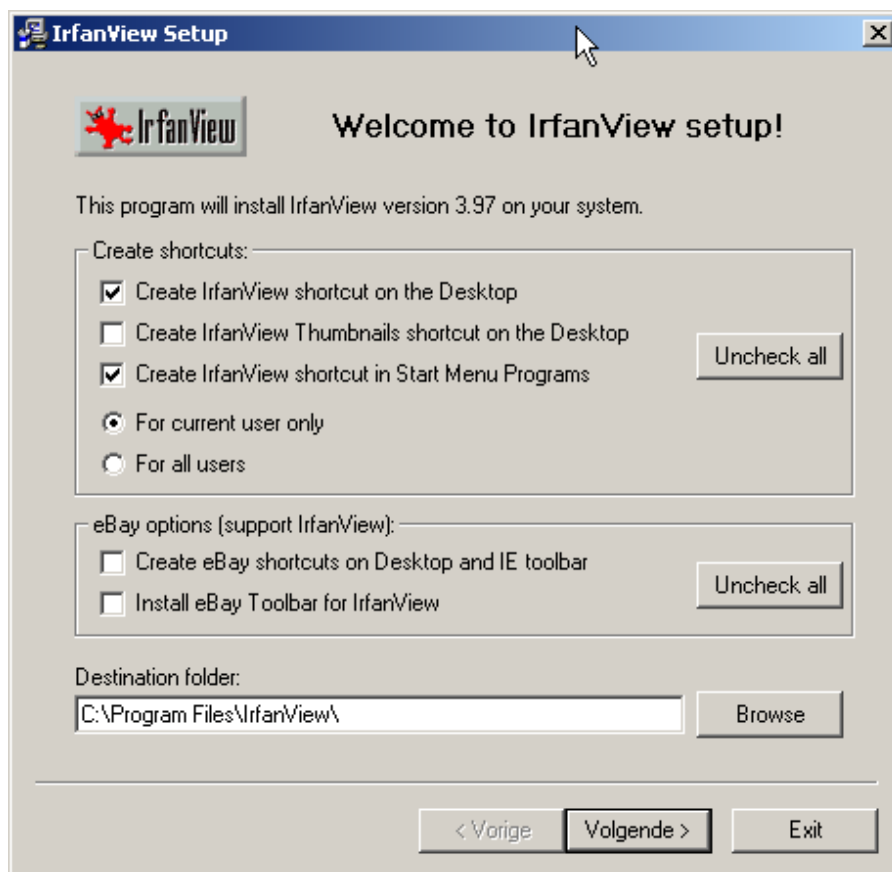 IrfanView Setup
IrfanView
Welcome to IrfanView setup!
This program will install IrfanView version 3.97 on your system.
Create shortcuts:
Create IrfanView shortcut on the Desktop
Create IrfanView Thumbnails shortcut on the Desktop
Create IrfanView shortcut in Start Menu Programs
Uncheck all
For current user only
For all users
eBay options (support IrfanView):
Create eBay shortcuts on Desktop and IE toolbar
Install eBay Toolbar for IrfanView
Uncheck all
Destination folder:
C:\Program Files\IrfanView\
Browse
< Vorige
Volgende >
Exit